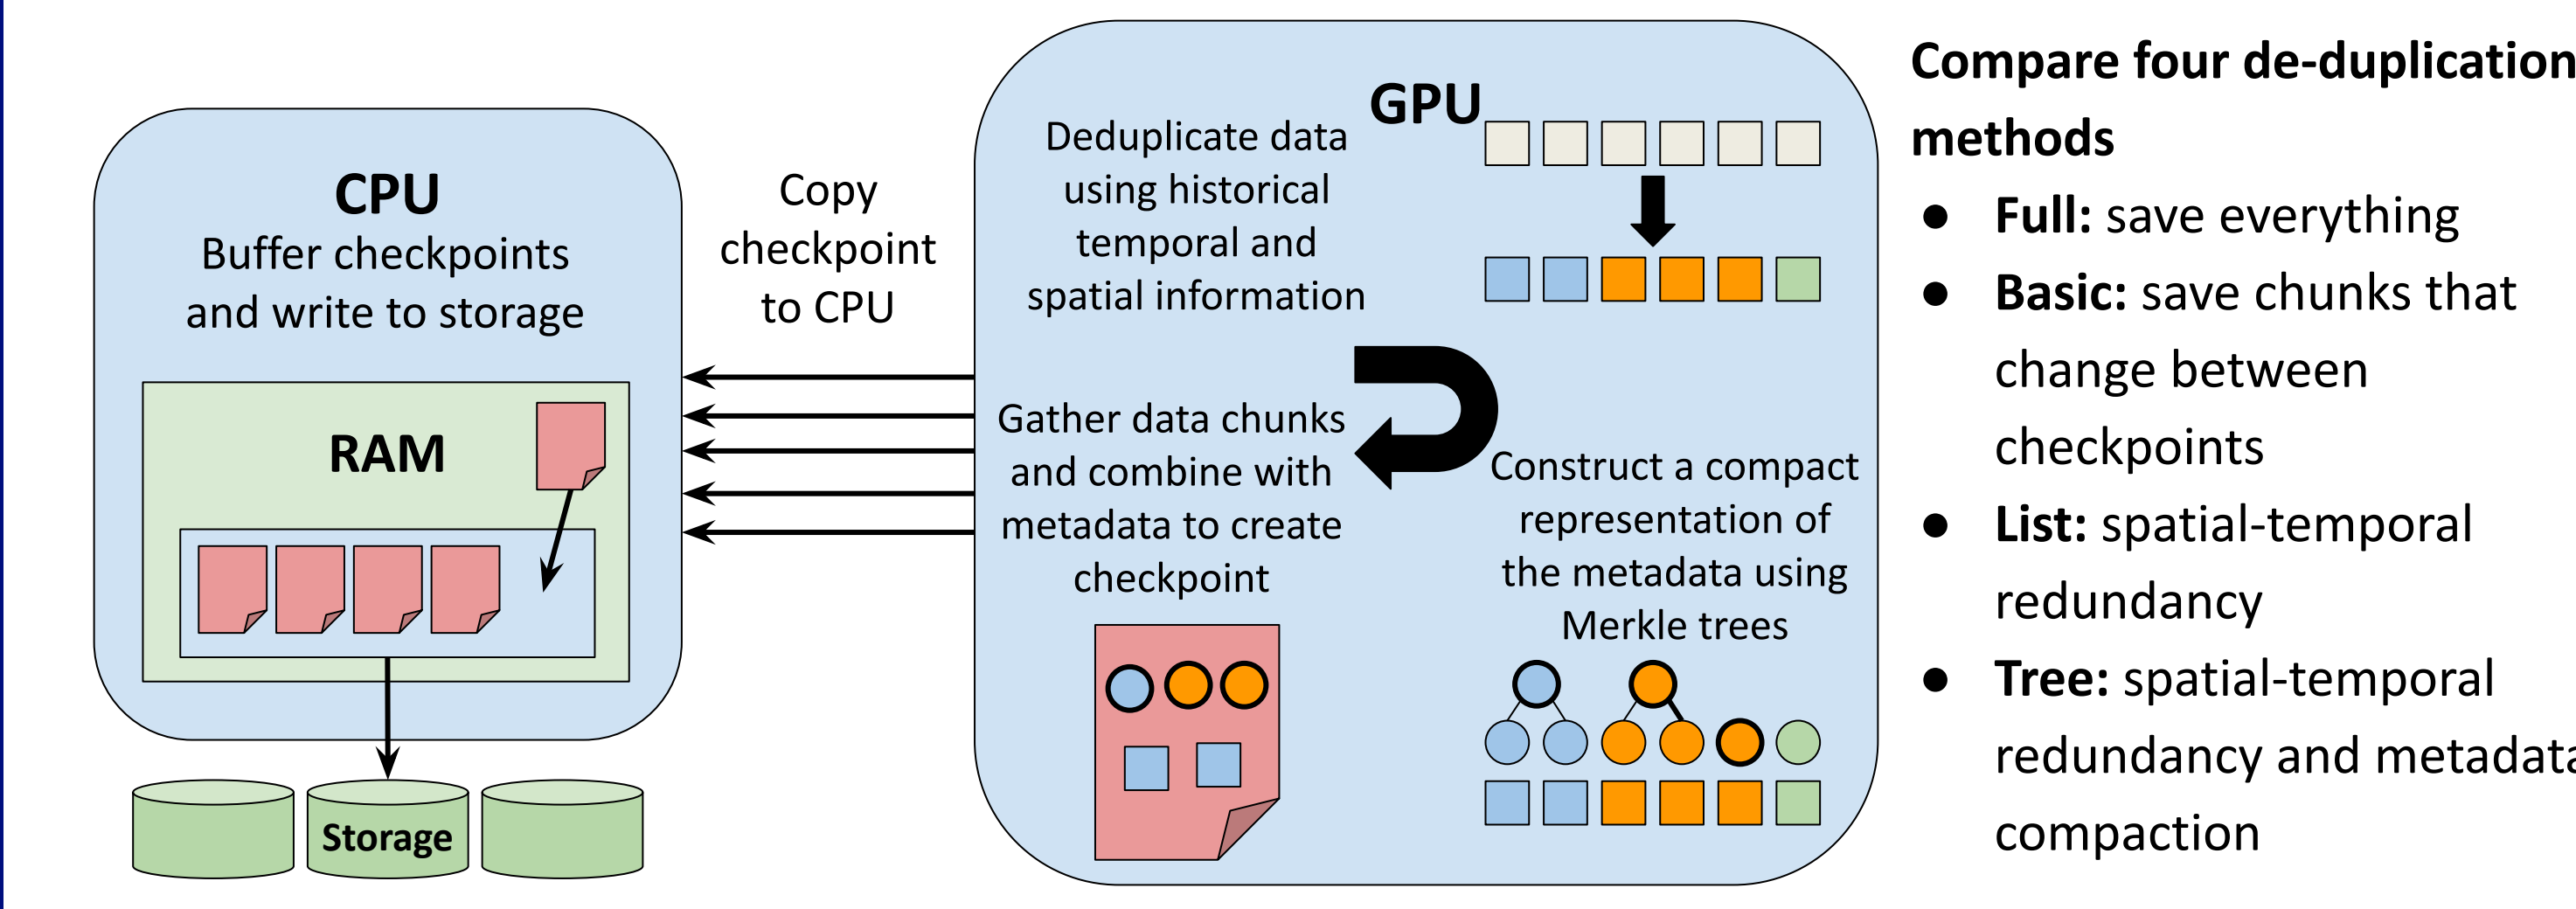 CPU
Buffer checkpoints
and write to storage
RAM
Storage
Copy
checkpoint
to CPU
GPU
Deduplicate data
using historical
temporal and
spatial information
Gather data chunks
and combine with
metadata to create
checkpoint
Construct a compact
representation of
the metadata using
Merkle trees
Compare four de-duplication
methods
● Full: save everything
● Basic: save chunks that
change between
checkpoints
● List: spatial-temporal
redundancy
● Tree: spatial-temporal
redundancy and metadata
compaction